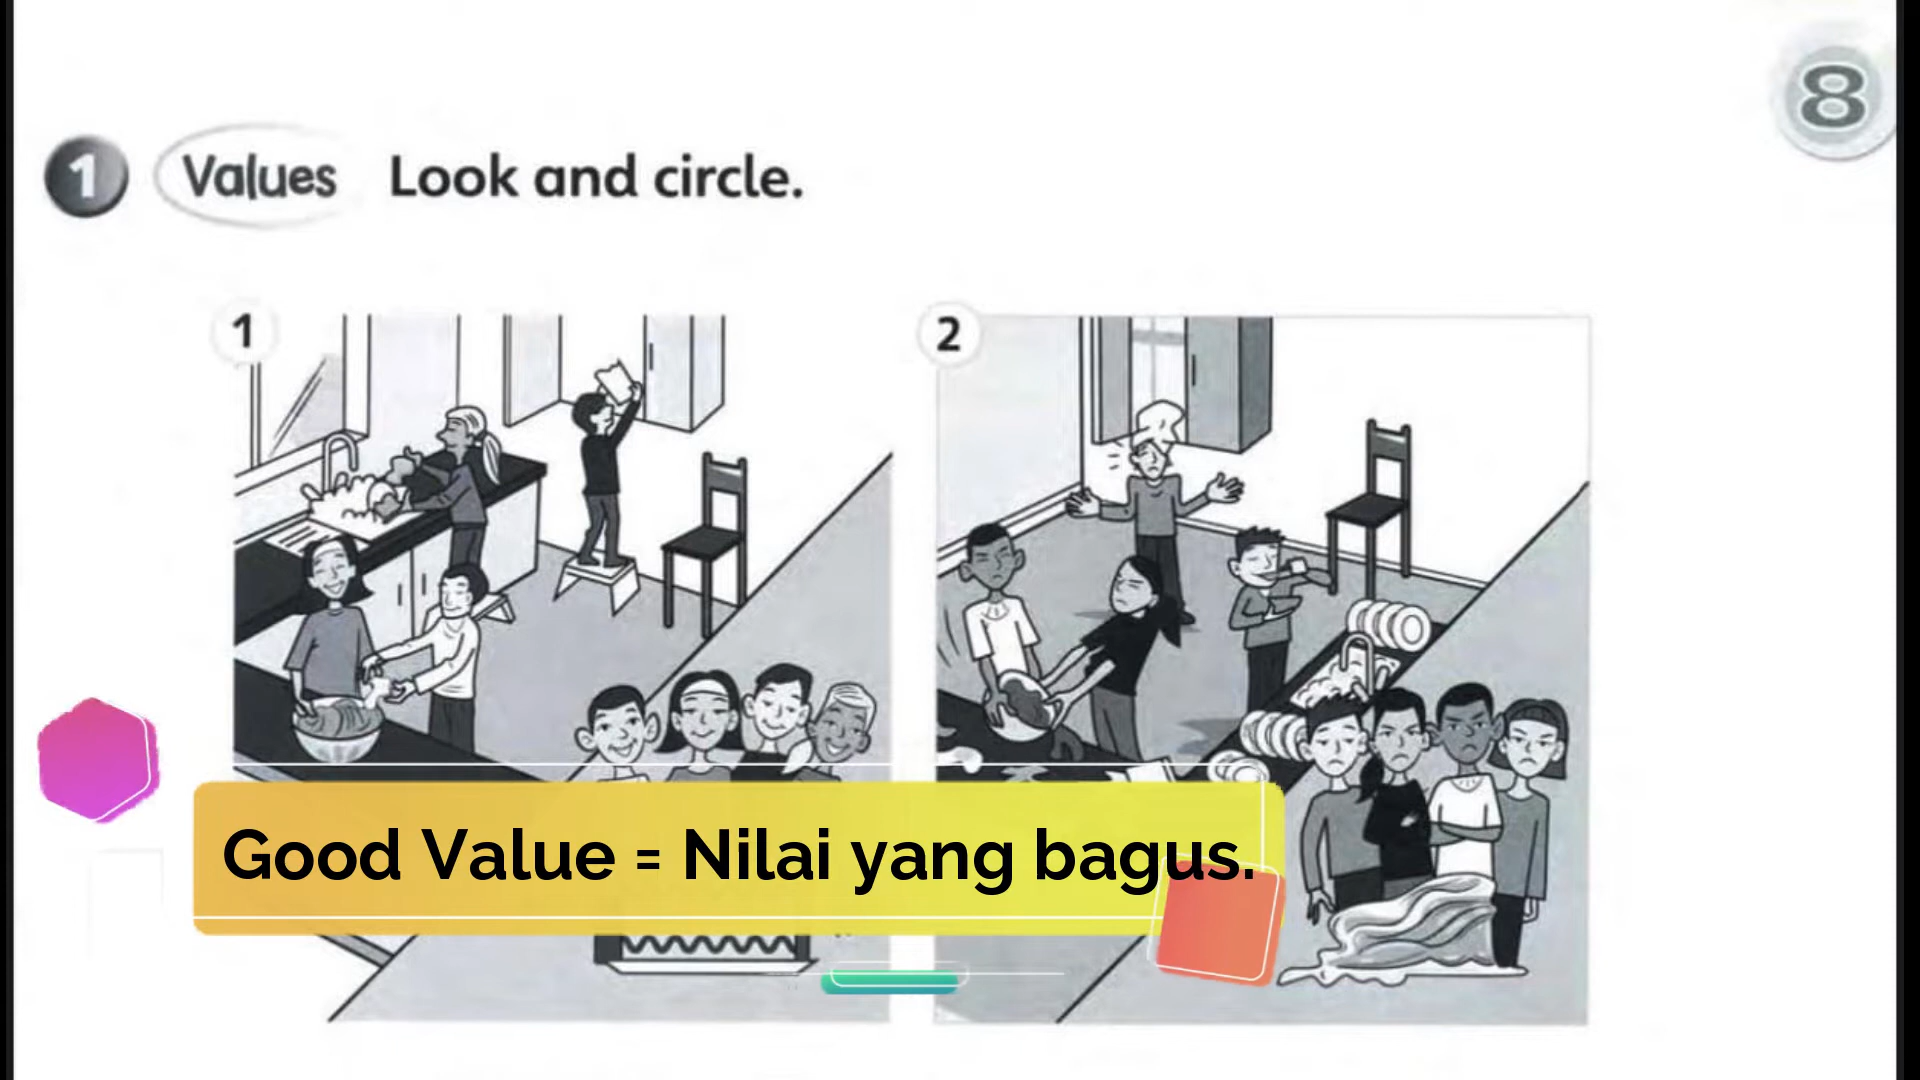 8
1 Values Look and circle.
1
2
Good Value = Nilai yang bagus.